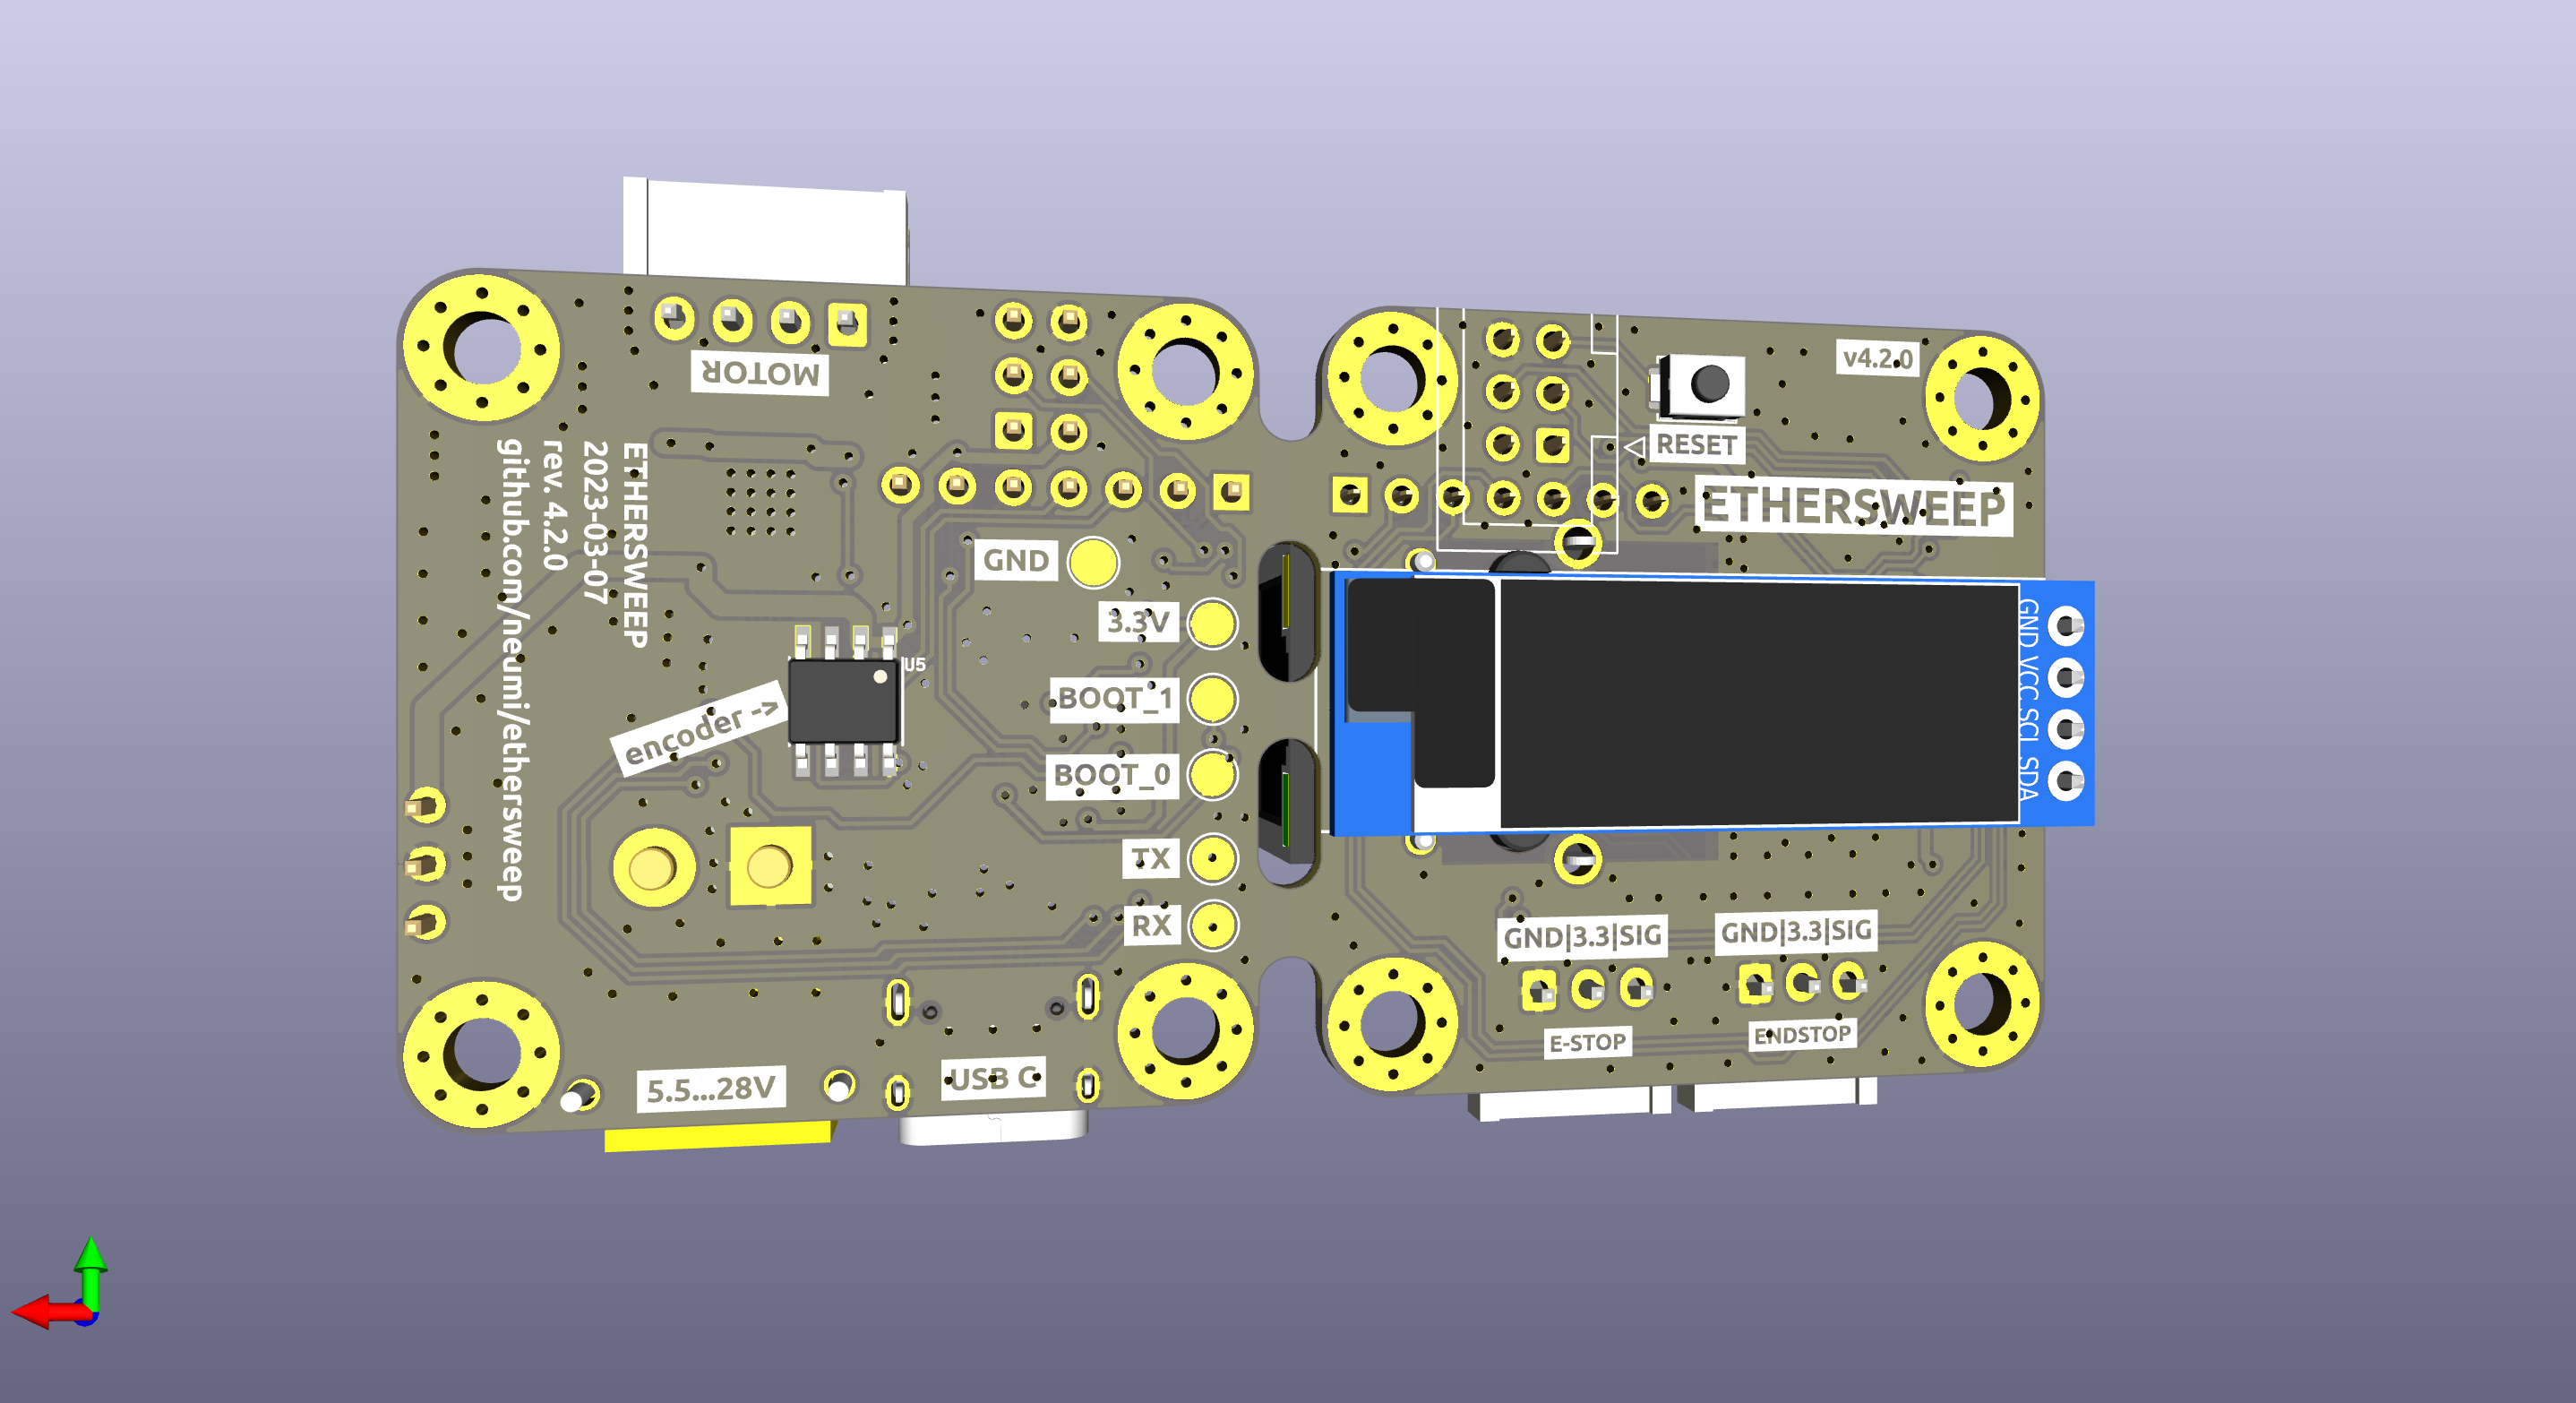 MOTOR
ETHERSWEEP
2023-03-07
rev. 4.2.0
github.com/neumi/ethersweep
GND
3.3V
U5
BOOT_1
encoder ->
BOOT_0
TX
RX
5.5...28V
USB C
v4.2.0
RESET
ETHERSWEEP
GND VCC SCL SDA
GND|3.3|SIG
GND|3.3|SIG
E-STOP
ENDSTOP